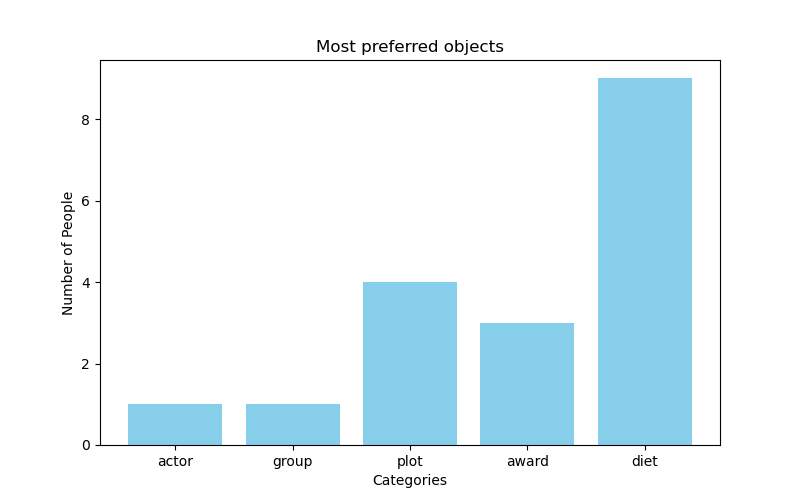 Most preferred objects
Number of People
8
6
4
2
0
actor group plot award diet
Categories